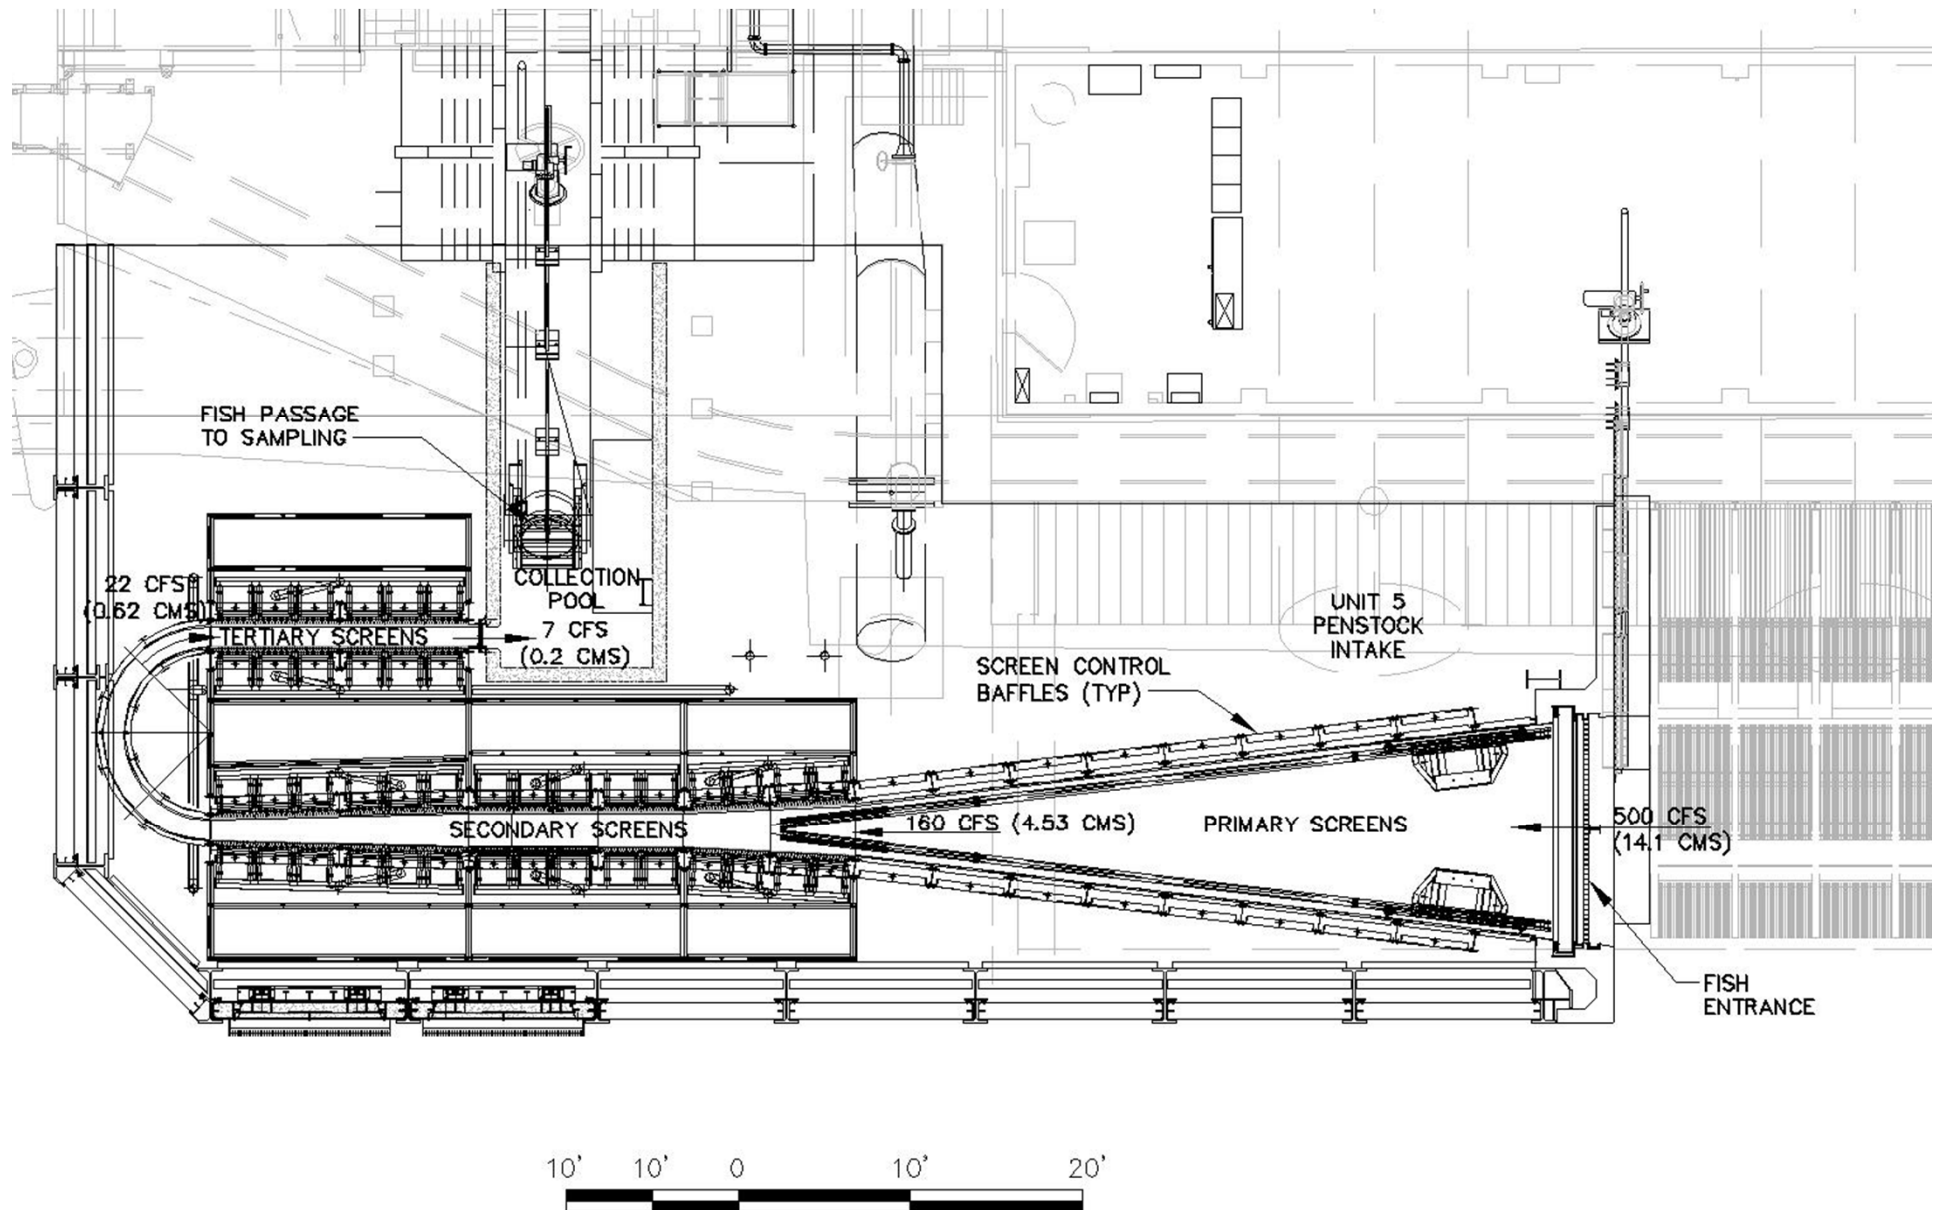 FISH PASSAGE
TO SAMPLING
22 CFS
(0.62 CMS)
TERTIARY SCREENS
COLLECTION
POOL
7 CFS
(0.2 CMS)
UNIT 5
PENSTOCK
INTAKE
SCREEN CONTROL
BAFFLES (TYP)
SECONDARY SCREENS
160 CFS (4.53 CMS)
PRIMARY SCREENS
500 CFS
(14.1 CMS)
FISH
ENTRANCE
10' 10' 0 10' 20'